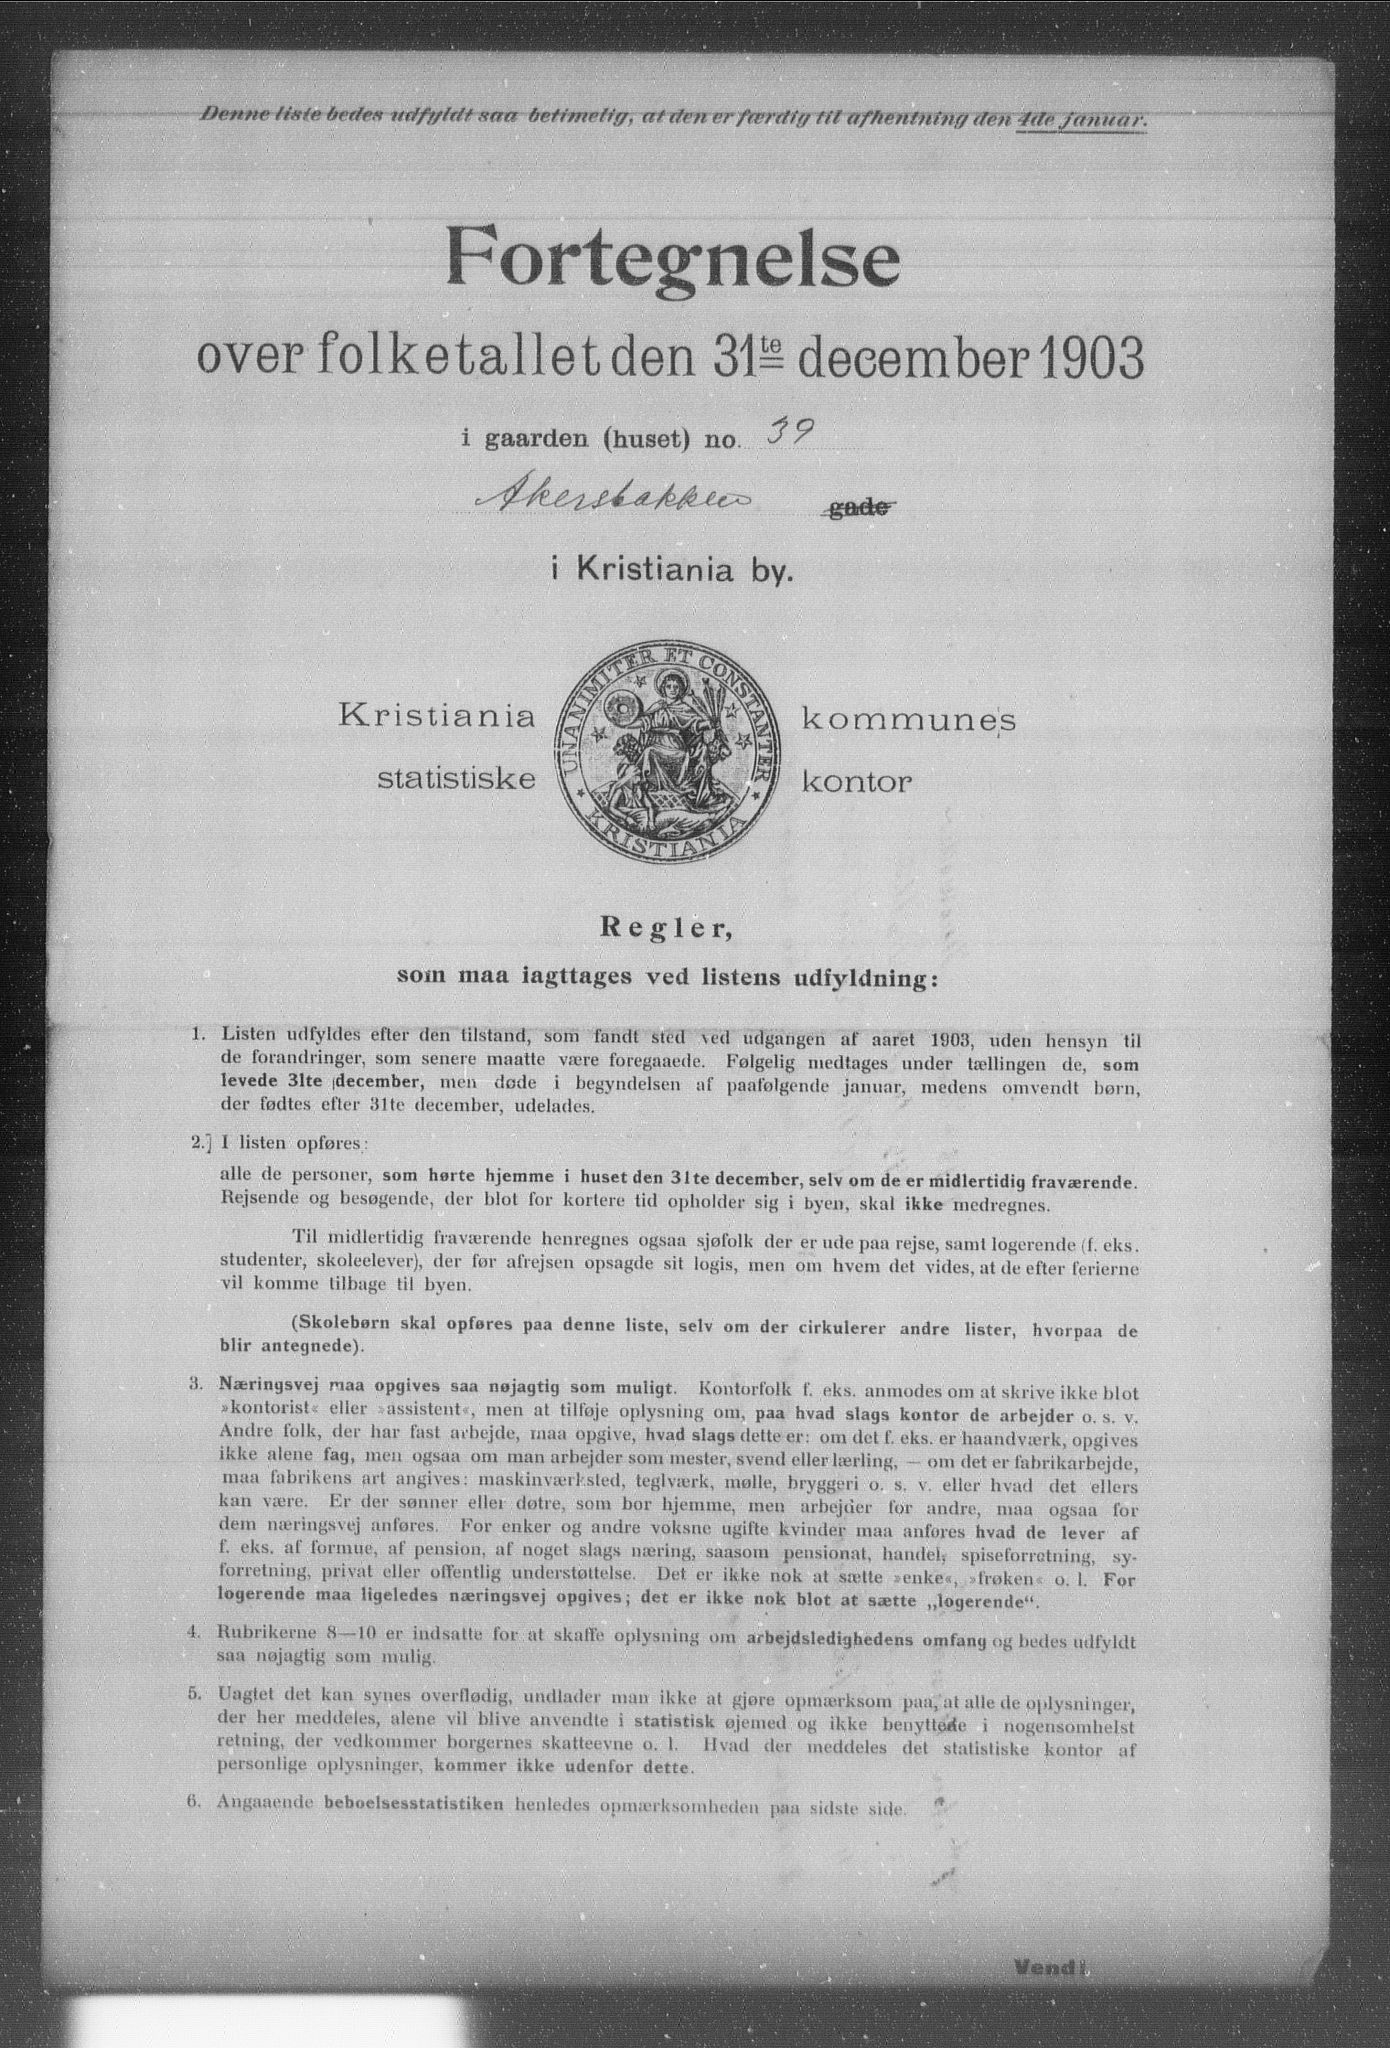 Denne liste bedes udfyldt saa betimelig, at den er færdig til afhentning den 4de januar.
Fortegnelse
over folketallet den 31te december 1903
i gaarden (huset) no. 39
Akersbakken gade
i Kristiania by.
Kristiania kommunes
statistiske kontor
UNANIMITER ET CONSTANTER * KRISTIANIA *
Regler,
som maa iagttages ved listens udfyldning:
1. Listen udfyldes efter den tilstand, som fandt sted ved udgangen af aaret 1903, uden hensyn til
de forandringer, som senere maatte være foregaaede. Følgelig medtages under tællingen de, som
levede 31te december, men døde i begyndelsen af paafølgende januar, medens omvendt børn,
der fødtes efter 31te december, udelades.
2. I listen opføres:
alle de personer, som hørte hjemme i huset den 31te december, selv om de er midlertidig fraværende.
Rejsende og besøgende, der blot for kortere tid opholder sig i byen, skal ikke medregnes.
Til midlertidig fraværende henregnes ogsaa sjøfolk der er ude paa rejse, samt logerende (f. eks.
studenter, skoleelever), der før afrejsen opsagde sit logis, men om hvem det vides, at de efter ferierne
vil komme tilbage til byen.
(Skolebørn skal opføres paa denne liste, selv om der cirkulerer andre lister, hvorpaa de
blir antegnede).
3. Næringsvej maa opgives saa nøjagtig som muligt. Kontorfolk f. eks. anmodes om at skrive ikke blot
»kontorist« eller »assistent«, men at tilføje oplysning om, paa hvad slags kontor de arbejder o. s. v.
Andre folk, der har fast arbejde, maa opgive, hvad slags dette er: om det f. eks. er haandværk, opgives
ikke alene fag, men ogsaa om man arbejder som mester, svend eller lærling, — om det er fabrikarbejde,
maa fabrikens art angives: maskinværksted, teglværk, mølle, bryggeri o. s. v. eller hvad det ellers
kan være. Er der sønner eller døtre, som bor hjemme, men arbejder for andre, maa ogsaa for
dem næringsvej anføres. For enker og andre voksne ugifte kvinder maa anføres hvad de lever af
f. eks. af formue, af pension, af noget slags næring, saasom pensionat, handel, spiseforretning, sy-
forretning, privat eller offentlig understøttelse. Det er ikke nok at sætte »enke«, »frøken« o. l. For
logerende maa ligeledes næringsvej opgives; det er ikke nok blot at sætte „logerende“.
4. Rubrikerne 8—10 er indsatte for at skaffe oplysning om arbejdsledighedens omfang og bedes udfyldt
saa nøjagtig som mulig.
5. Uagtet det kan synes overflødig, undlader man ikke at gjøre opmærksom paa, at alle de oplysninger,
der her meddeles, alene vil blive anvendte i statistisk øjemed og ikke benyttede i nogensomhelst
retning, der vedkommer borgernes skatteevne o. l. Hvad der meddeles det statistiske kontor af
personlige oplysninger, kommer ikke udenfor dette.
6. Angaaende beboelsesstatistiken henledes opmærksomheden paa sidste side.
Vend!